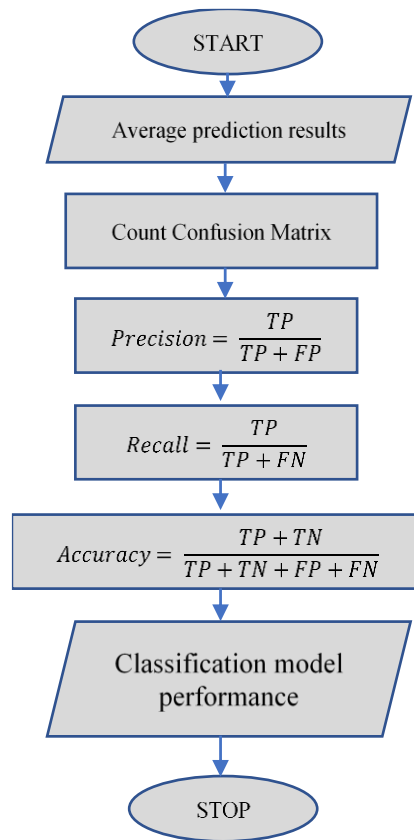 START
Average prediction results
Count Confusion Matrix
Precision = TP / TP + FP
Recall = TP / TP + FN
Accuracy = TP + TN / TP + TN + FP + FN
Classification model
performance
STOP